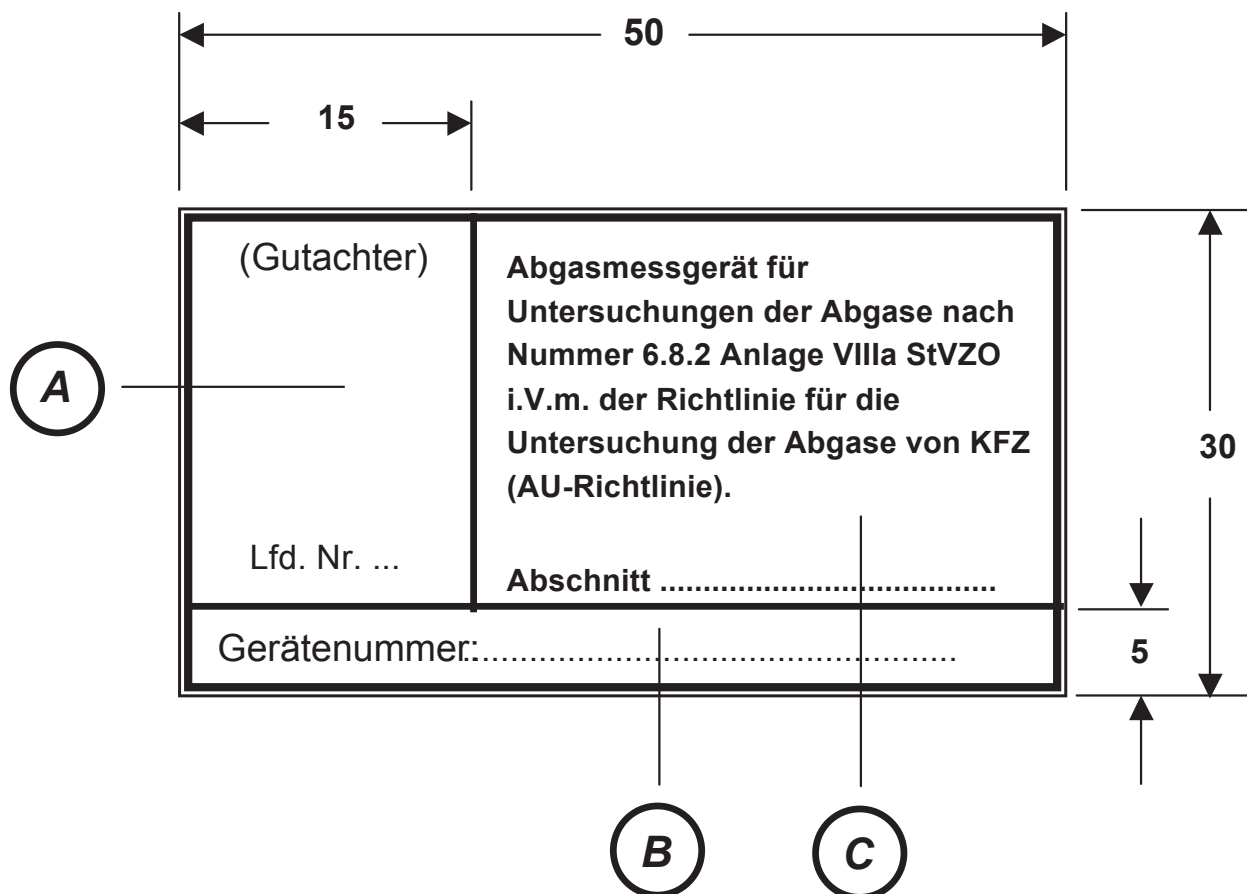 50
15
(Gutachter)
Lfd. Nr. ...
Abgasmessgerät für
Untersuchungen der Abgase nach
Nummer 6.8.2 Anlage VIIIa StVZO
i.V.m. der Richtlinie für die
Untersuchung der Abgase von KFZ
(AU-Richtlinie).
Abschnitt .....................................
Gerätenummer:..................................................
A
30
5
B
C